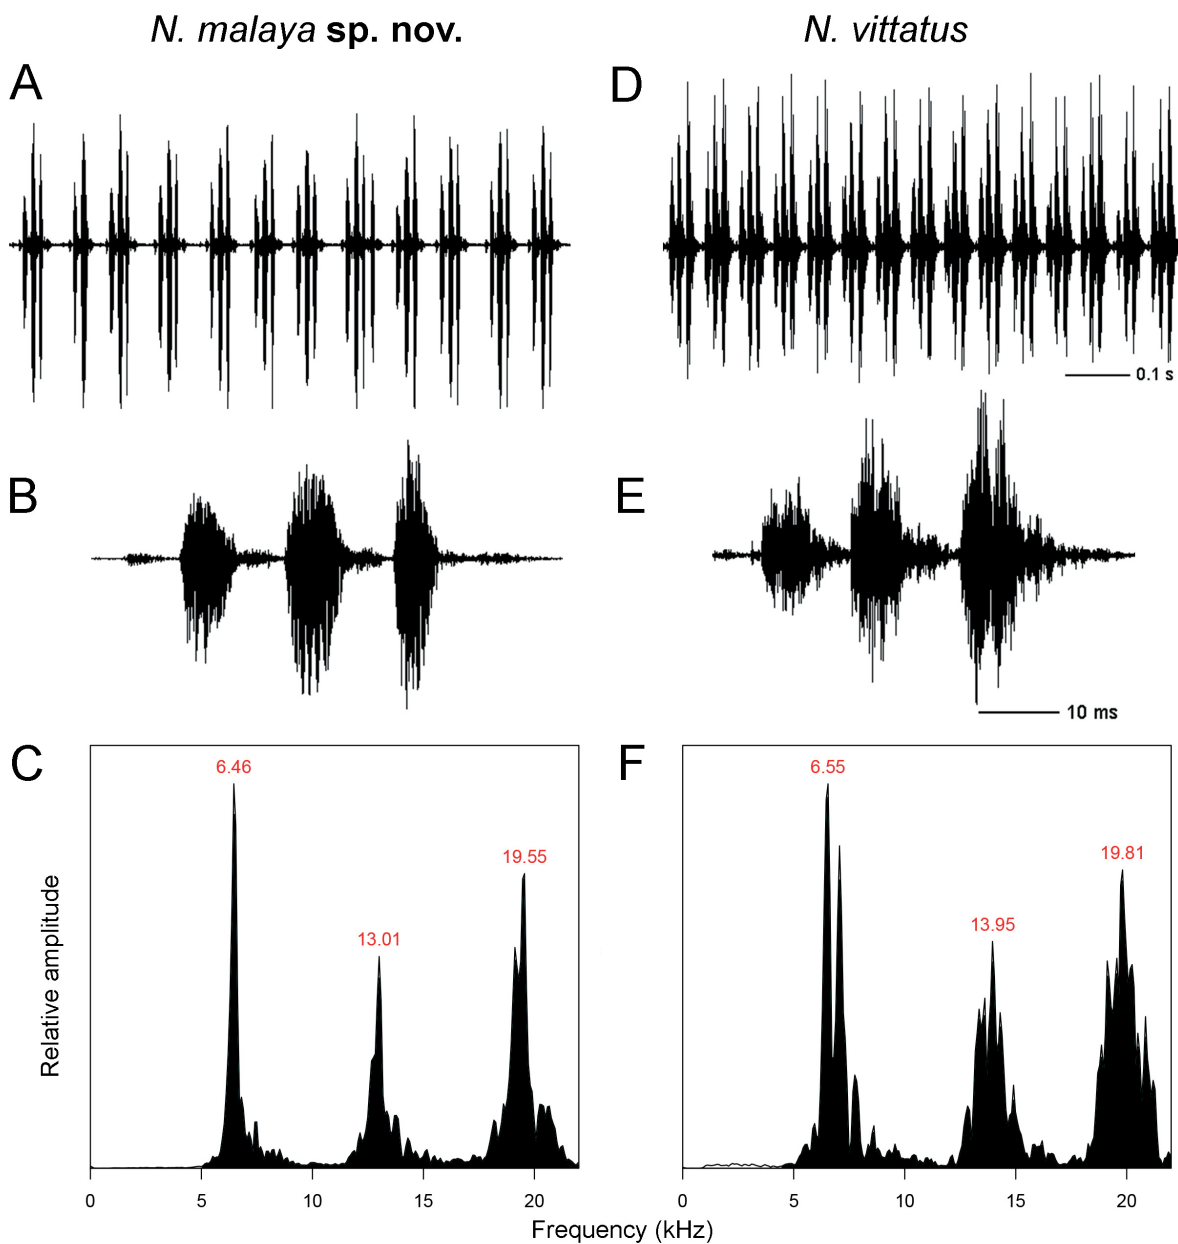 N. malaya sp. nov.
N. vittatus
A
D
0.1 s
B
E
10 ms
C
F
6.46
13.01
19.55
6.55
13.95
19.81
Relative amplitude
0 5 10 15 20
0 5 10 15 20
Frequency (kHz)